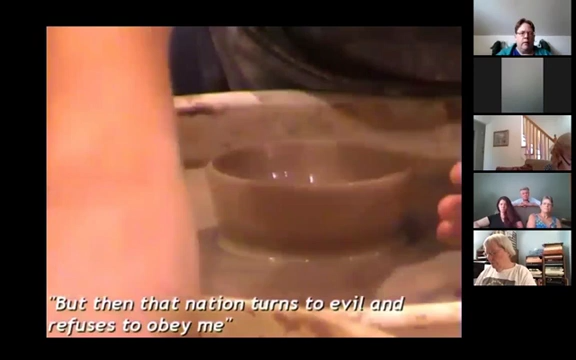 "But then that nation turns to evil and
refuses to obey me"